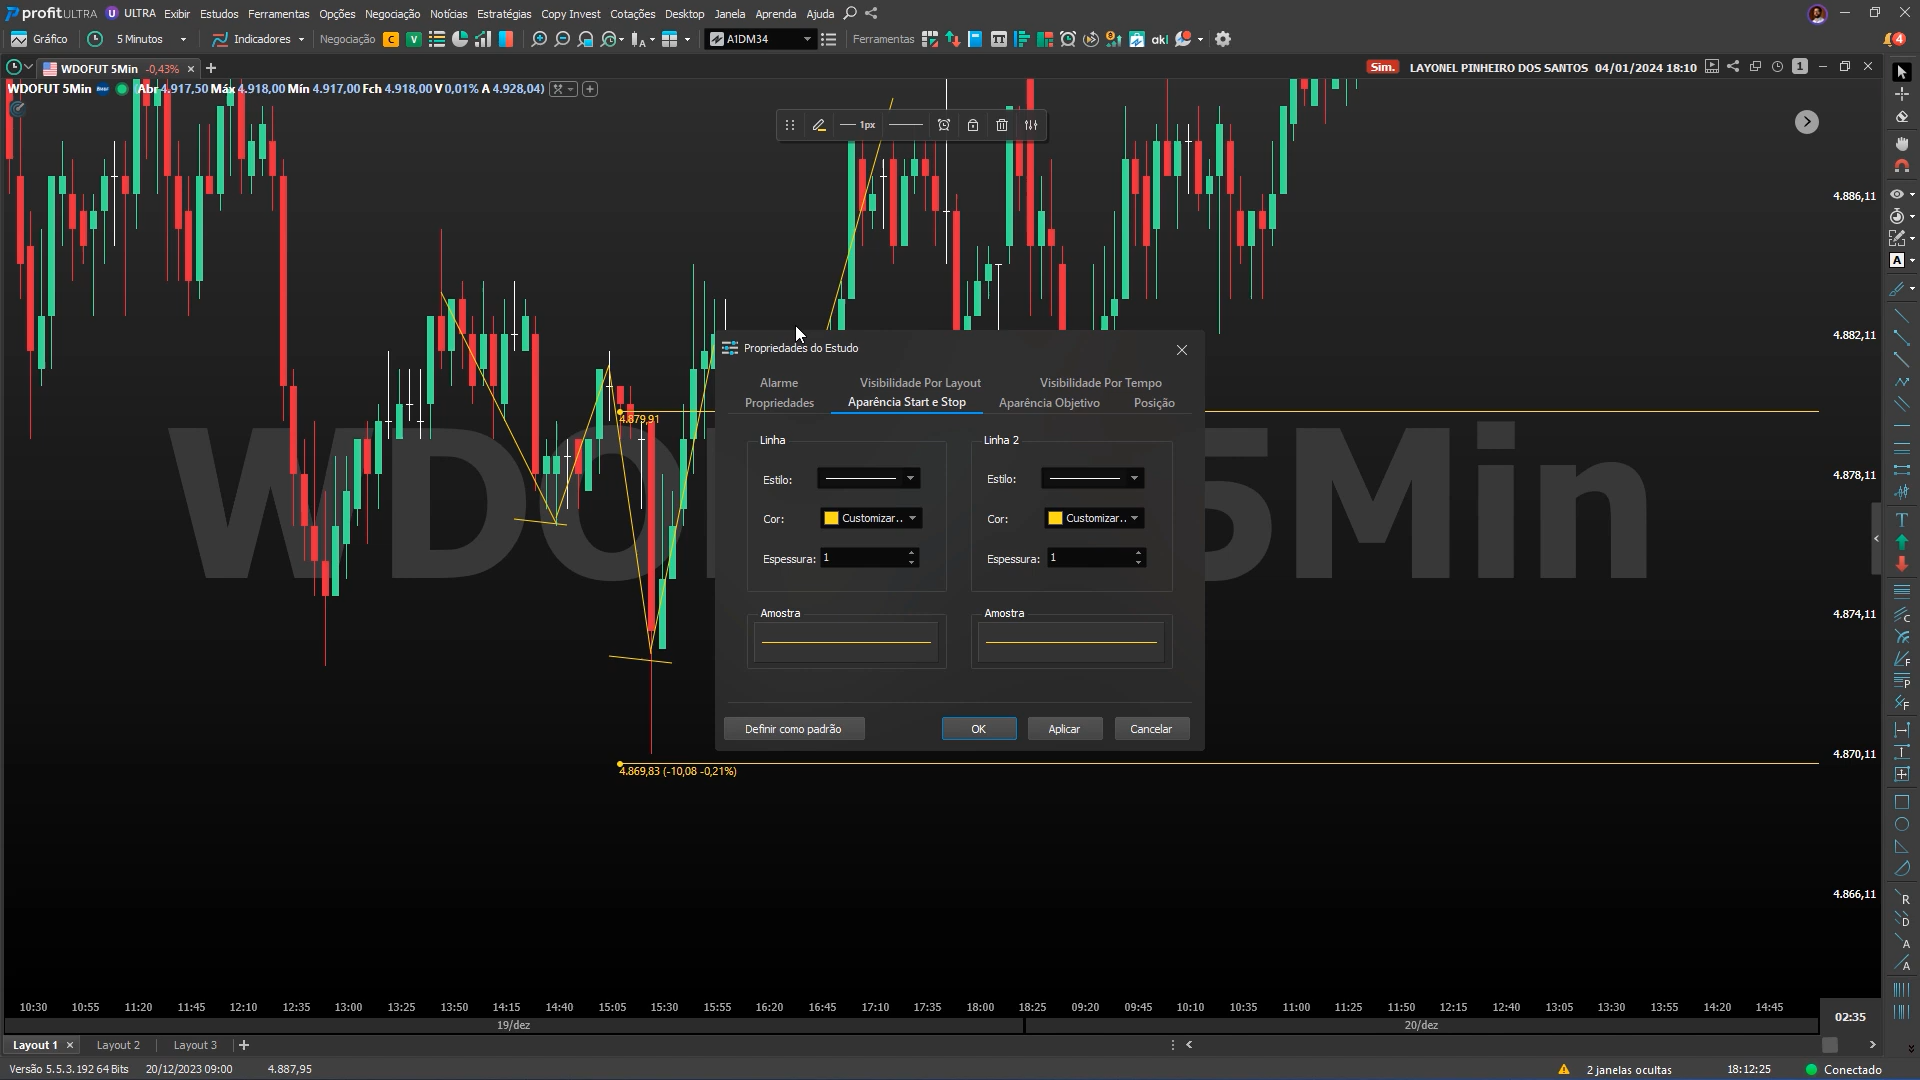 profitULTRA U ULTRA Exibir Estudos Ferramentas Opções Negociação Notícias Estratégias Copy Invest Cotações Desktop Janela Aprenda Ajuda
Gráfico 5 Minutos Indicadores Negociação C V A A1DM34 Ferramentas TT akl 4
WDOFUT 5Min -0,43% Sim. LAYONEL PINHEIRO DOS SANTOS 04/01/2024 18:10 1
WDOFUT 5Min Abr 4.917,50 Máx 4.918,00 Mín 4.917,00 Fch 4.918,00 V 0,01% A 4.928,04)
1px
4.886,11
4.882,11
Propriedades do Estudo
Alarme Visibilidade Por Layout Visibilidade Por Tempo
Propriedades Aparência Start e Stop Aparência Objetivo Posição
4.879,91
Linha Linha 2
4.878,11
Estilo: Estilo:
Cor: Customizar.. Cor: Customizar..
Espessura: 1 Espessura: 1
Amostra Amostra
4.874,11
Definir como padrão OK Aplicar Cancelar
4.870,11
4.869,83 (-10,08 -0,21%)
4.866,11
10:30 10:55 11:20 11:45 12:10 12:35 13:00 13:25 13:50 14:15 14:40 15:05 15:30 15:55 16:20 16:45 17:10 17:35 18:00 18:25 09:20 09:45 10:10 10:35 11:00 11:25 11:50 12:15 12:40 13:05 13:30 13:55 14:20 14:45
02:35
19/dez 20/dez
Layout 1 Layout 2 Layout 3
Versão 5.5.3.192 64 Bits 20/12/2023 09:00 4.887,95 2 janelas ocultas 18:12:25 Conectado